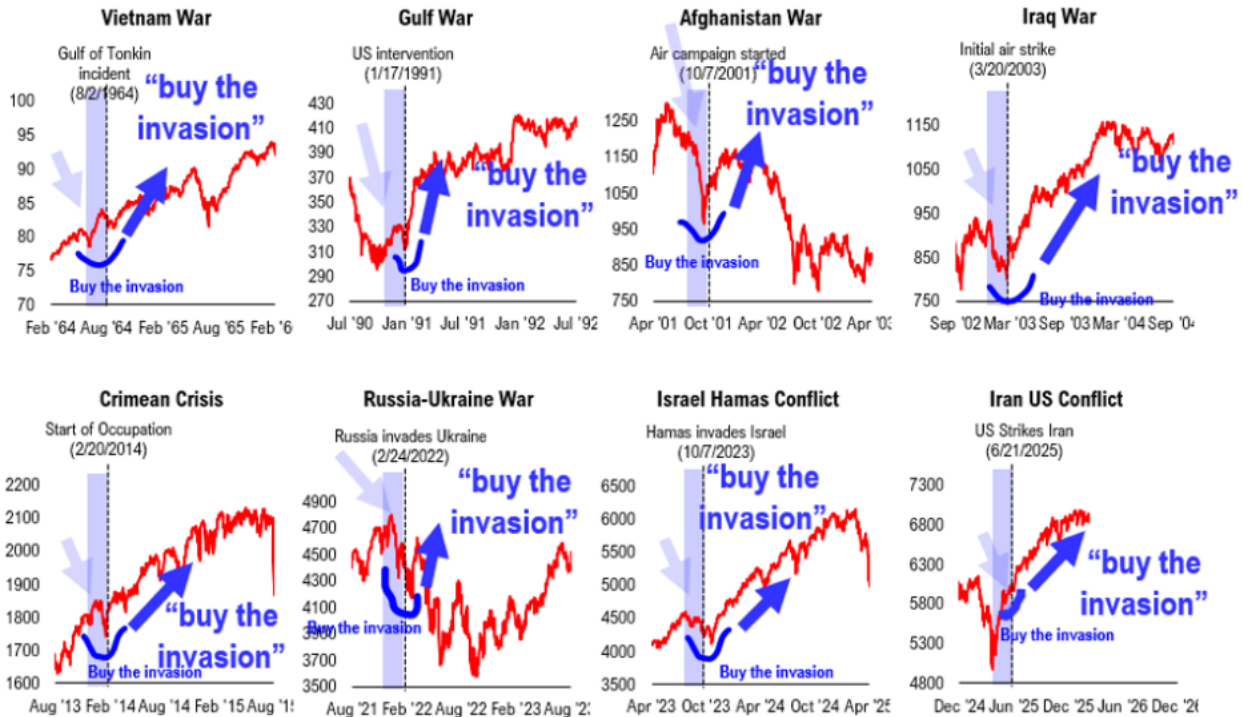 Vietnam War
Gulf of Tonkin
incident
(8/2/1964)
“buy the
invasion”
100
95
90
85
80
75
70
Buy the invasion
Feb '64 Aug '64 Feb '65 Aug '65 Feb '6
Gulf War
US intervention
(1/17/1991)
430
410
390
370
350
330
310
290
270
“buy the
invasion”
Buy the invasion
Jul '90 Jan '91 Jul '91 Jan '92 Jul '92
Afghanistan War
Air campaign started
(10/7/2001)
“buy the
invasion”
1250
1150
1050
950
850
750
Buy the invasion
Apr '01 Oct '01 Apr '02 Oct '02 Apr '03
Iraq War
Initial air strike
(3/20/2003)
1150
1050
950
850
750
“buy the
invasion”
Buy the invasion
Sep '02 Mar '03 Sep '03 Mar '04 Sep '04
Crimean Crisis
Start of Occupation
(2/20/2014)
2200
2100
2000
1900
1800
1700
1600
“buy the
invasion”
Buy the invasion
Aug '13 Feb '14 Aug '14 Feb '15 Aug '15
Russia-Ukraine War
Russia invades Ukraine
(2/24/2022)
“buy the
invasion”
4900
4700
4500
4300
4100
3900
3700
3500
Buy the invasion
Aug '21 Feb '22 Aug '22 Feb '23 Aug '23
Israel Hamas Conflict
Hamas invades Israel
(10/7/2023)
“buy the
invasion”
6500
6000
5500
5000
4500
4000
3500
Buy the invasion
Apr '23 Oct '23 Apr '24 Oct '24 Apr '25
Iran US Conflict
US Strikes Iran
(6/21/2025)
7300
6800
6300
5800
5300
4800
“buy the
invasion”
Buy the invasion
Dec '24 Jun '25 Dec '25 Jun '26 Dec '26